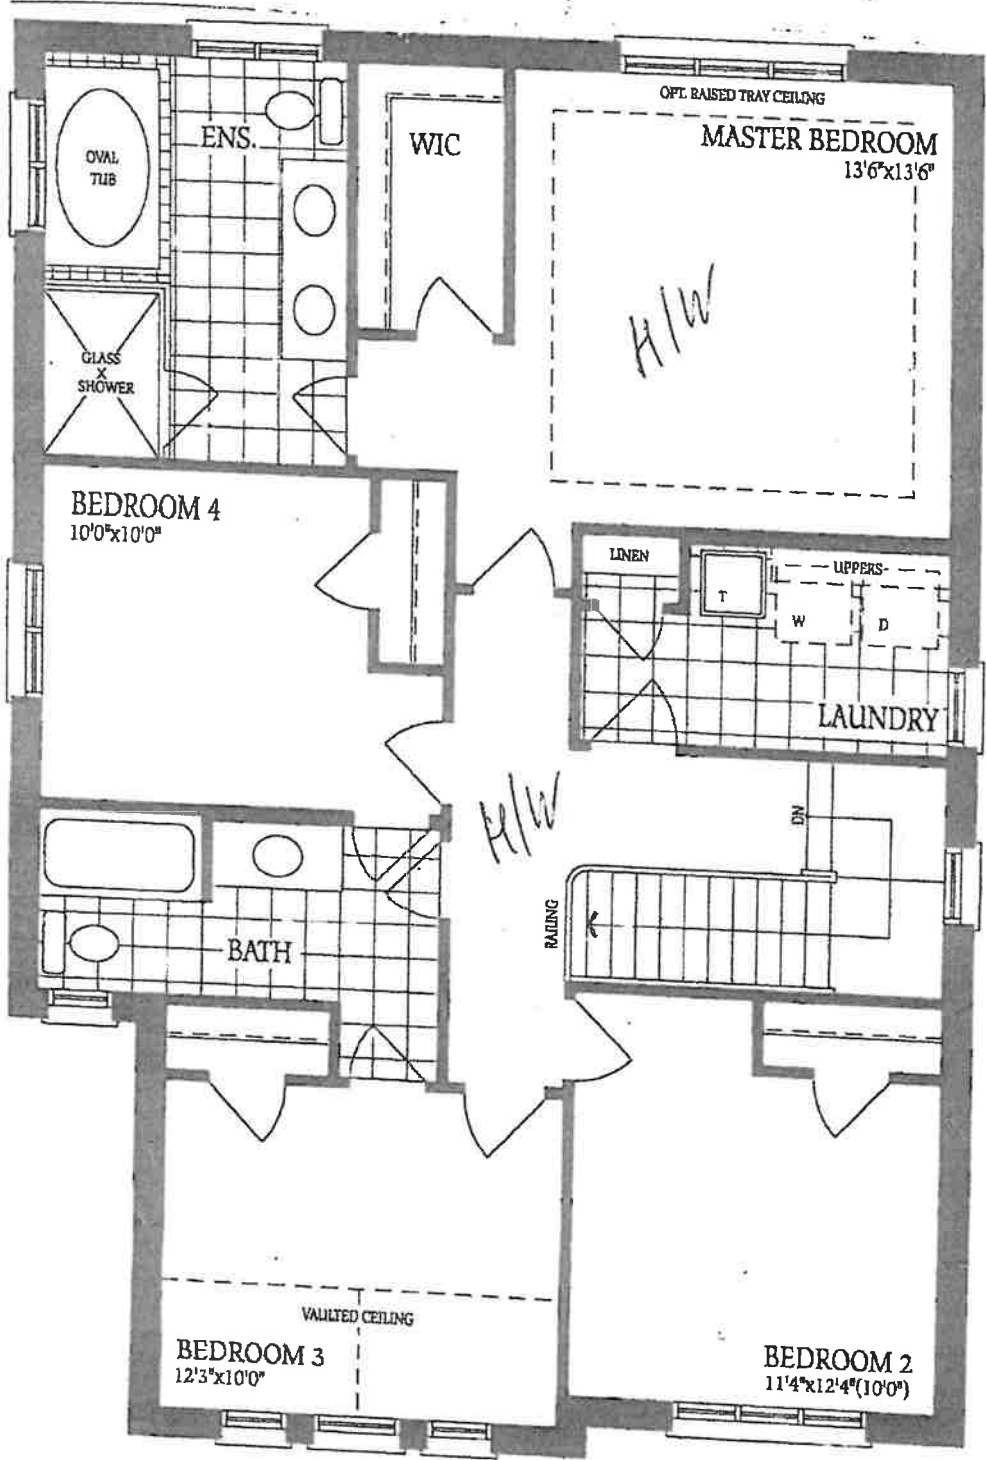 OPT. RAISED TRAY CEILING
MASTER BEDROOM
13'6"x13'6"
WIC
ENS.
OVAL
TUB
GLASS
X
SHOWER
H/W
BEDROOM 4
10'0"x10'0"
LINEN
UPPERS
T
W
D
LAUNDRY
H/W
DN
RAILING
BATH
VAULTED CEILING
BEDROOM 3
12'3"x10'0"
BEDROOM 2
11'4"x12'4"(10'0")